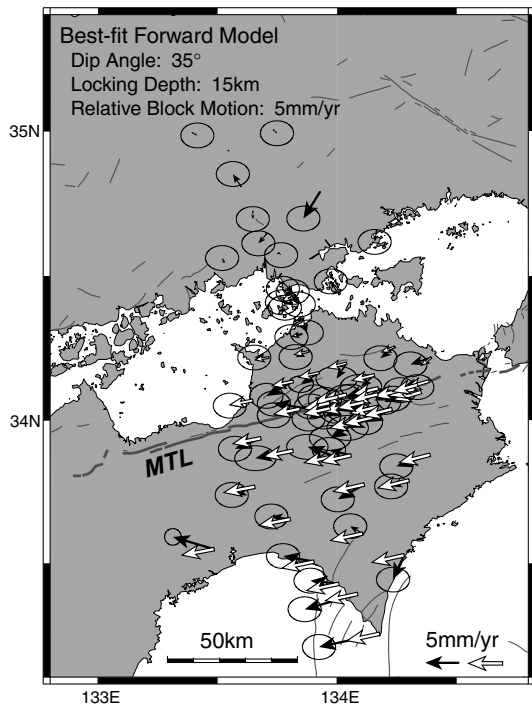 Best-fit Forward Model
Dip Angle: 35°
Locking Depth: 15km
Relative Block Motion: 5mm/yr
35N
34N
MTL
50km
5mm/yr
133E
134E